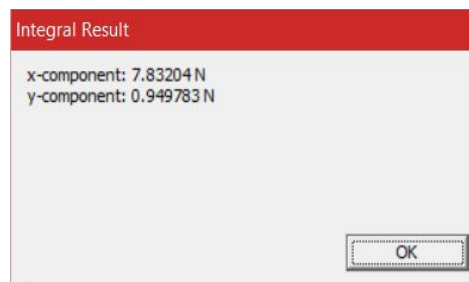 Integral Result
x-component: 7.83204 N
y-component: 0.949783 N
OK